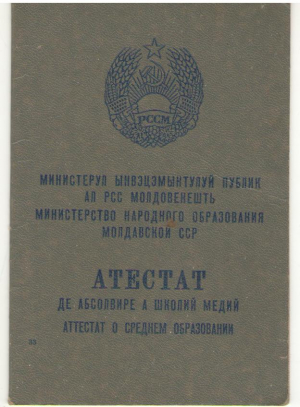 РССМ
МИНИСТЕРУЛ ЫНВЭЦЭМЫНТУЛУЙ ПУБЛИК
АЛ РСС МОЛДОВЕНЕШТЬ
МИНИСТЕРСТВО НАРОДНОГО ОБРАЗОВАНИЯ
МОЛДАВСКОЙ ССР
АТЕСТАТ
ДЕ АБСОЛВИРЕ А ШКОЛИЙ МЕДИЙ
АТТЕСТАТ О СРЕДНЕМ ОБРАЗОВАНИИ